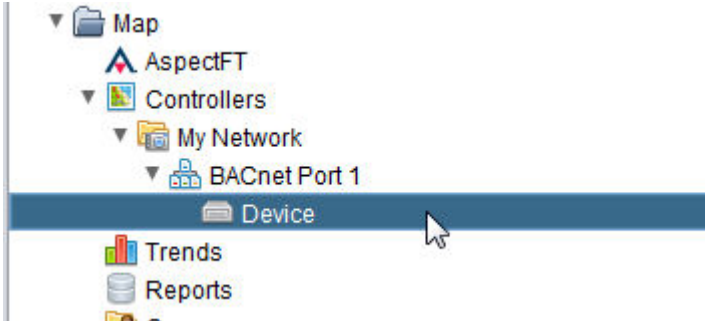 Map
AspectFT
Controllers
My Network
BACnet Port 1
Device
Trends
Reports